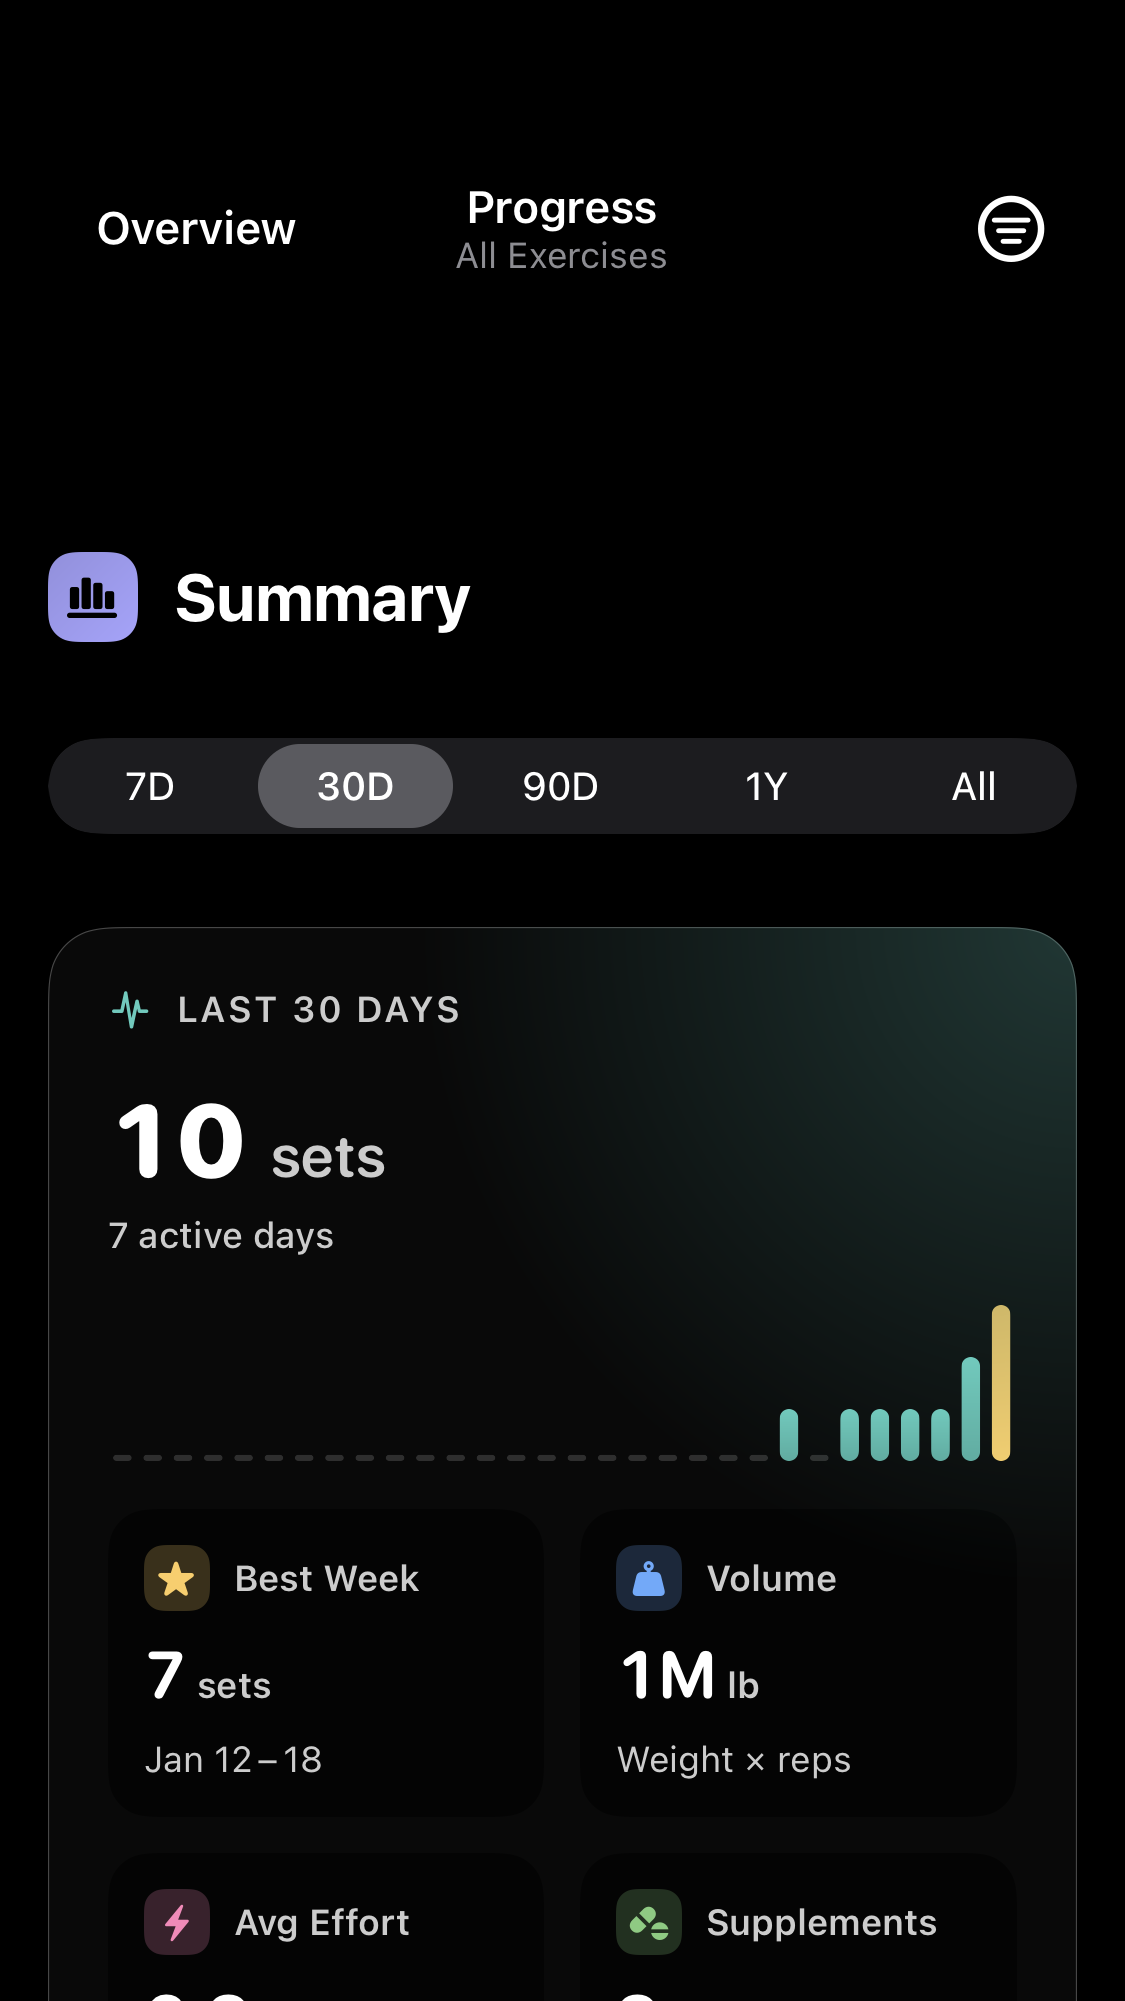 Overview
Progress
All Exercises
Summary
7D 30D 90D 1Y All
LAST 30 DAYS
10 sets
7 active days
Best Week
7 sets
Jan 12 – 18
Volume
1M lb
Weight × reps
Avg Effort
Supplements